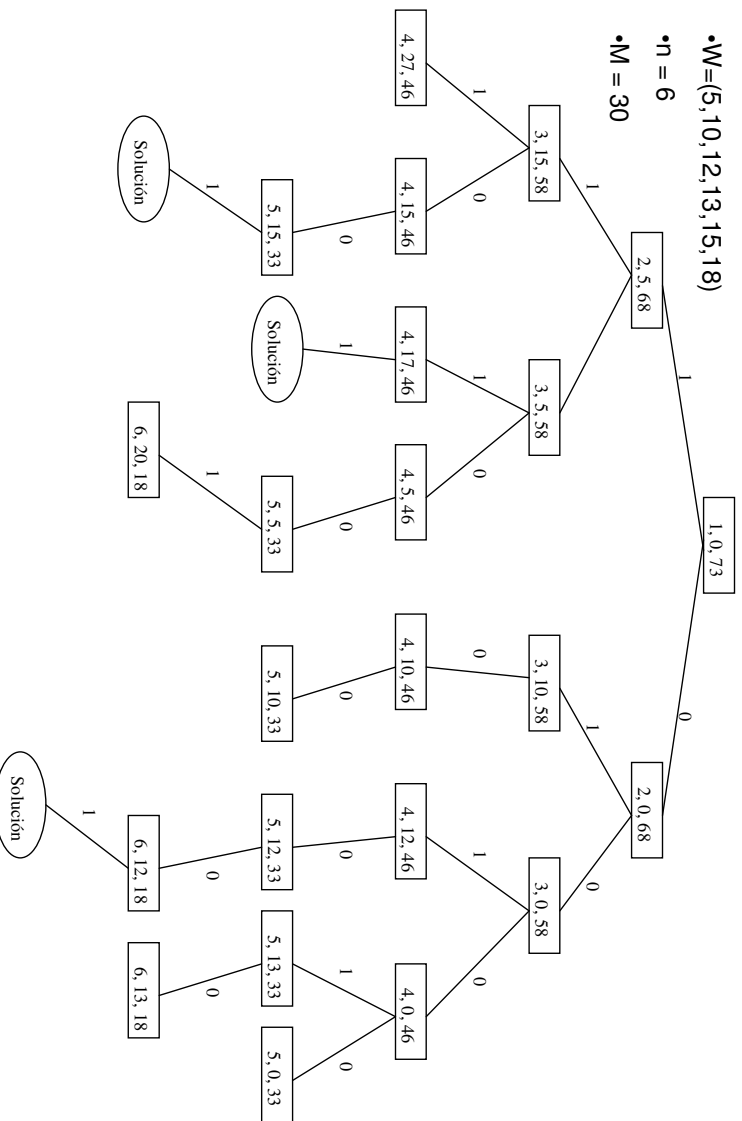 •W=(5,10,12,13,15,18)
•n = 6
•M = 30
1, 0, 73
1
0
2, 5, 68
2, 0, 68
1
1
0
3, 15, 58
3, 5, 58
3, 10, 58
3, 0, 58
1
0
1
0
0
1
0
4, 27, 46
4, 15, 46
4, 17, 46
4, 5, 46
4, 10, 46
4, 12, 46
4, 0, 46
0
1
0
0
0
1
0
5, 15, 33
Solución
5, 5, 33
5, 10, 33
5, 12, 33
5, 13, 33
5, 0, 33
1
1
0
0
Solución
6, 20, 18
6, 12, 18
6, 13, 18
1
Solución